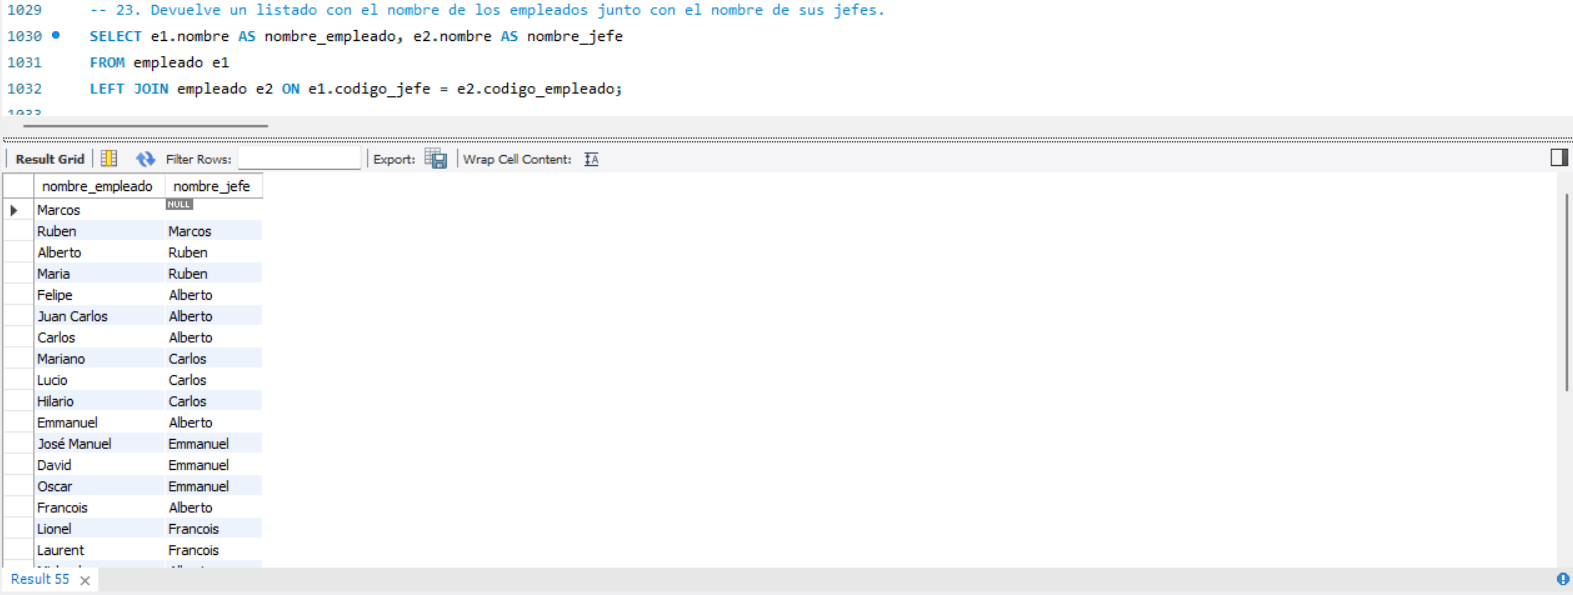 1029 -- 23. Devuelve un listado con el nombre de los empleados junto con el nombre de sus jefes.
1030 SELECT e1.nombre AS nombre_empleado, e2.nombre AS nombre_jefe
1031 FROM empleado e1
1032 LEFT JOIN empleado e2 ON e1.codigo_jefe = e2.codigo_empleado;
Result Grid Filter Rows: Export: Wrap Cell Content: IA
nombre_empleado nombre_jefe
Marcos NULL
Ruben Marcos
Alberto Ruben
Maria Ruben
Felipe Alberto
Juan Carlos Alberto
Carlos Alberto
Mariano Carlos
Lucio Carlos
Hilario Carlos
Emmanuel Alberto
José Manuel Emmanuel
David Emmanuel
Oscar Emmanuel
Francois Alberto
Lionel Francois
Laurent Francois
Result 55